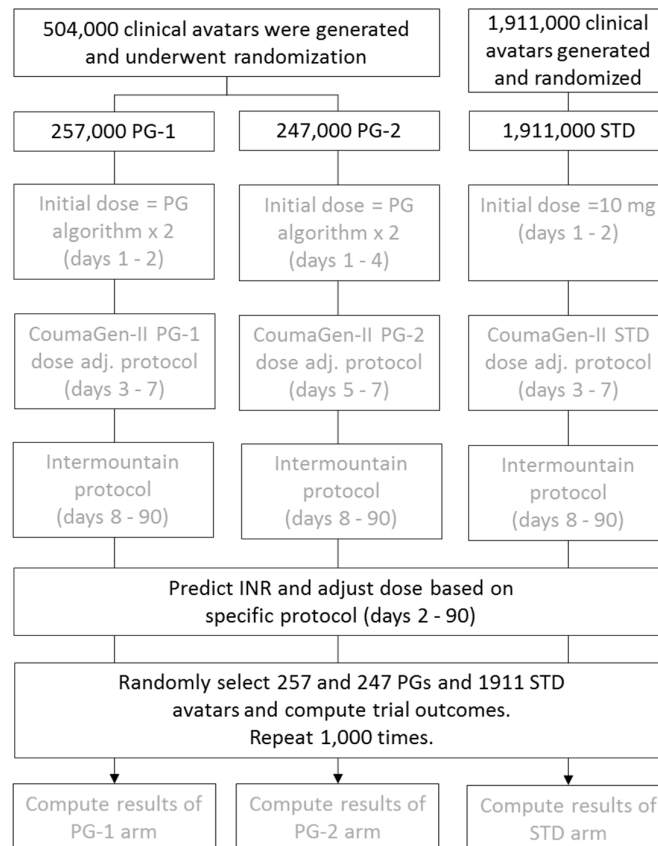 504,000 clinical avatars were generated
and underwent randomization
1,911,000 clinical
avatars generated
and randomized
257,000 PG-1
247,000 PG-2
1,911,000 STD
Initial dose = PG
algorithm x 2
(days 1 - 2)
Initial dose = PG
algorithm x 2
(days 1 - 4)
Initial dose =10 mg
(days 1 - 2)
CoumaGen-II PG-1
dose adj. protocol
(days 3 - 7)
CoumaGen-II PG-2
dose adj. protocol
(days 5 - 7)
CoumaGen-II STD
dose adj. protocol
(days 3 - 7)
Intermountain
protocol
(days 8 - 90)
Intermountain
protocol
(days 8 - 90)
Intermountain
protocol
(days 8 - 90)
Predict INR and adjust dose based on
specific protocol (days 2 - 90)
Randomly select 257 and 247 PGs and 1911 STD
avatars and compute trial outcomes.
Repeat 1,000 times.
Compute results of
PG-1 arm
Compute results of
PG-2 arm
Compute results of
STD arm